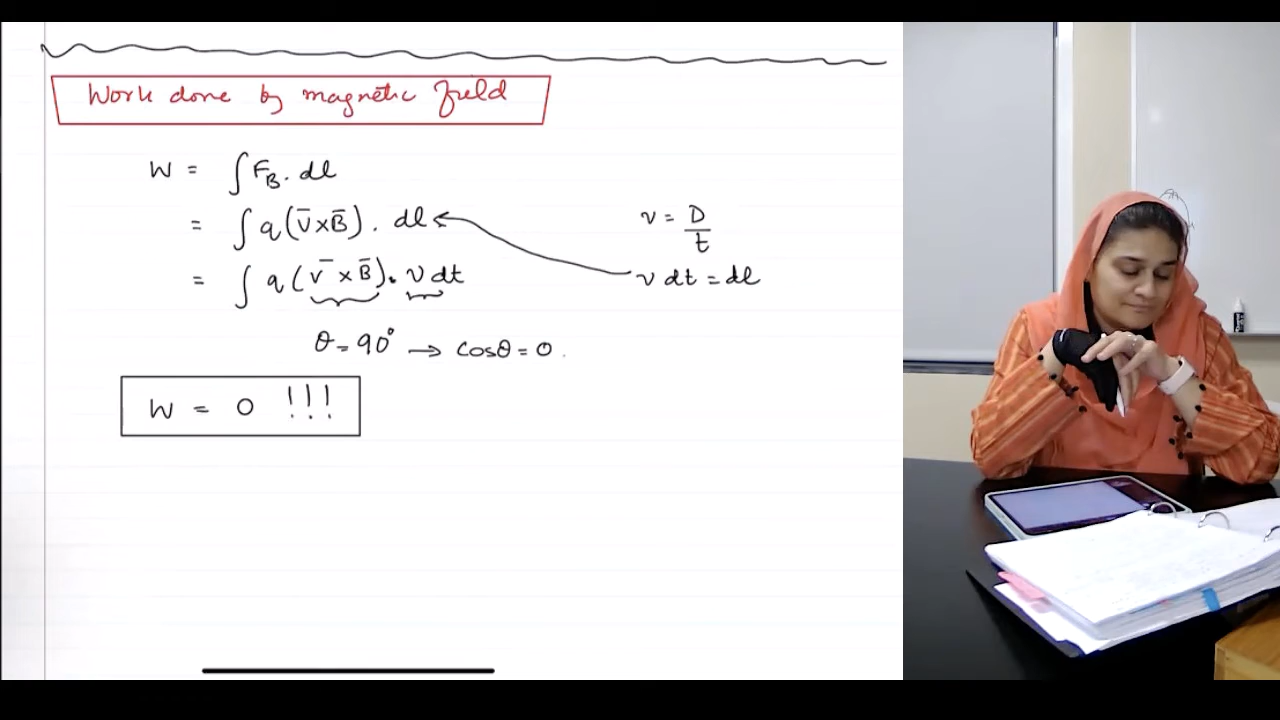 Work done by magnetic field
W = ∫ F_B . dl
= ∫ q (V̅ × B̅) . dl
v = D/t
= ∫ q (v̅ × B̅) . v dt
v dt = dl
θ = 90° → cosθ = 0 .
W = 0 !!!